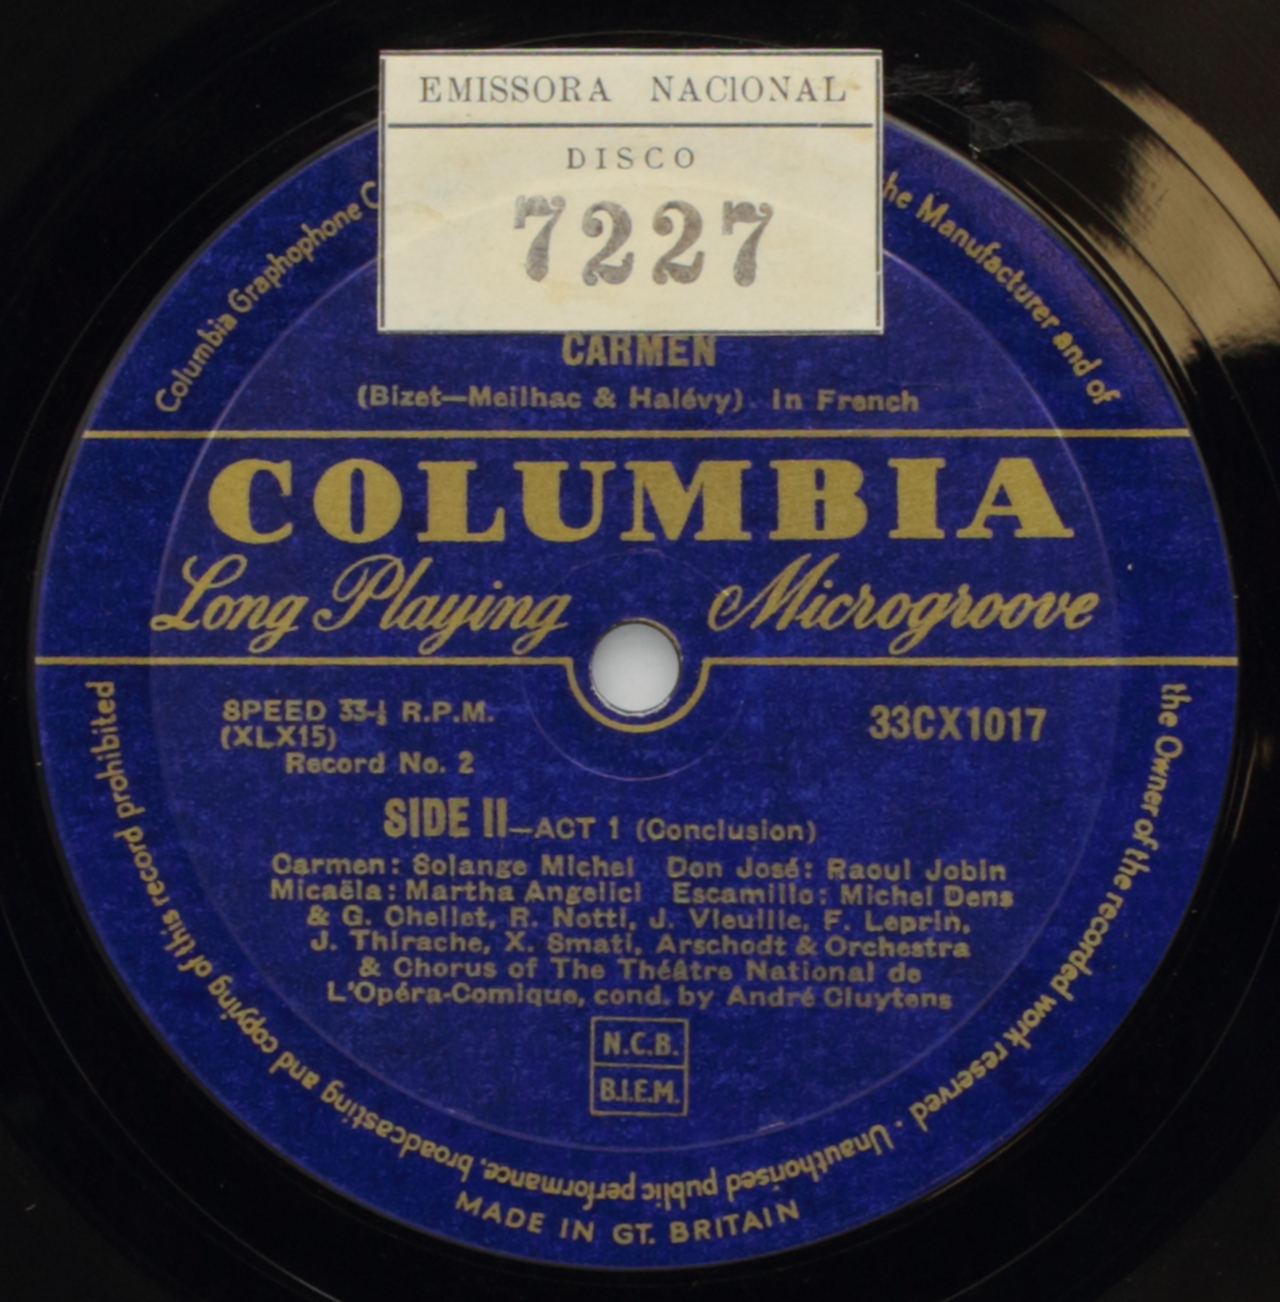 EMISSORA NACIONAL
DISCO
7227
CARMEN
(Bizet—Meilhac & Halévy) In French
COLUMBIA
Long Playing Microgroove
SPEED 33⅓ R.P.M.
(XLX15)
Record No. 2
33CX1017
SIDE II—ACT 1 (Conclusion)
Carmen: Solange Michel Don José: Raoul Jobin
Micaëla: Martha Angelici Escamillo: Michel Dens
& G. Chellet, R. Notti, J. Vieuille, F. Leprin,
J. Thirache, X. Smati, Arschodt & Orchestra
& Chorus of The Théâtre National de
L'Opéra-Comique, cond. by André Cluytens
N.C.B.
B.I.E.M.
Columbia Graphophone
Manufacturer and of
the Owner of the recorded work reserved · Unauthorised public performance, broadcasting and copying of this record prohibited
MADE IN GT. BRITAIN